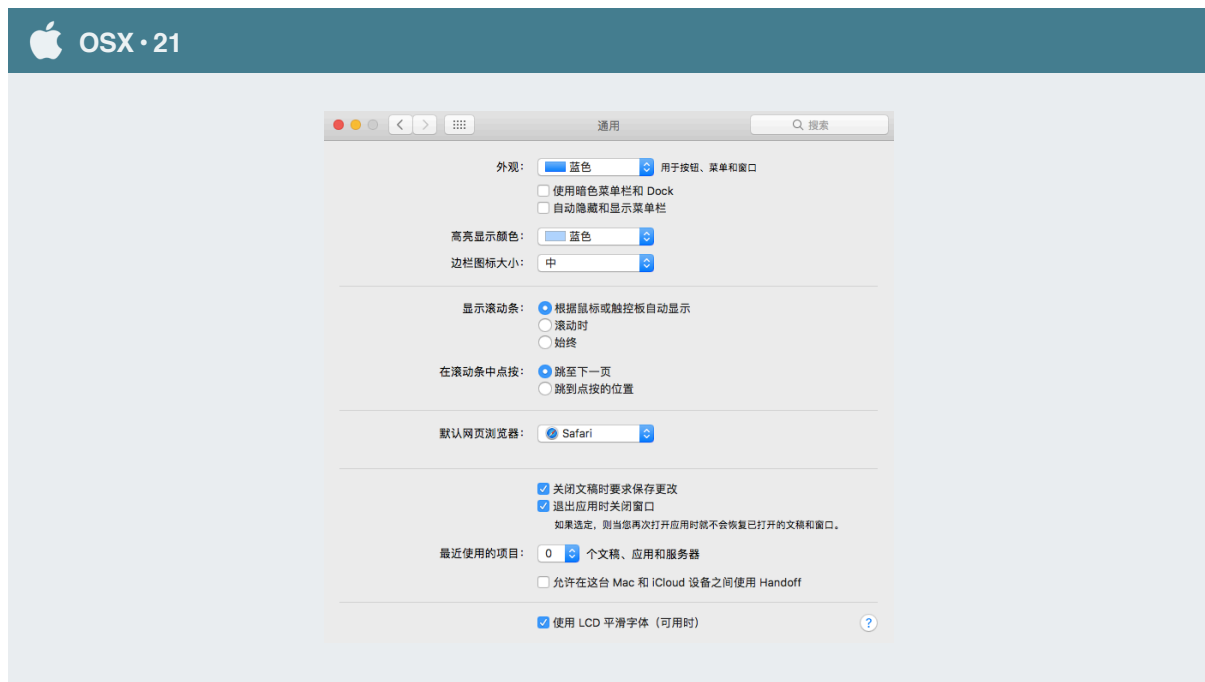 OSX · 21
通用
搜索
外观： 蓝色 用于按钮、菜单和窗口
使用暗色菜单栏和 Dock
自动隐藏和显示菜单栏
高亮显示颜色： 蓝色
边栏图标大小： 中
显示滚动条： 根据鼠标或触控板自动显示
滚动时
始终
在滚动条中点按： 跳至下一页
跳到点按的位置
默认网页浏览器： Safari
关闭文稿时要求保存更改
退出应用时关闭窗口
如果选定，则当您再次打开应用时就不会恢复已打开的文稿和窗口。
最近使用的项目： 0 个文稿、应用和服务器
允许在这台 Mac 和 iCloud 设备之间使用 Handoff
使用 LCD 平滑字体（可用时）
?